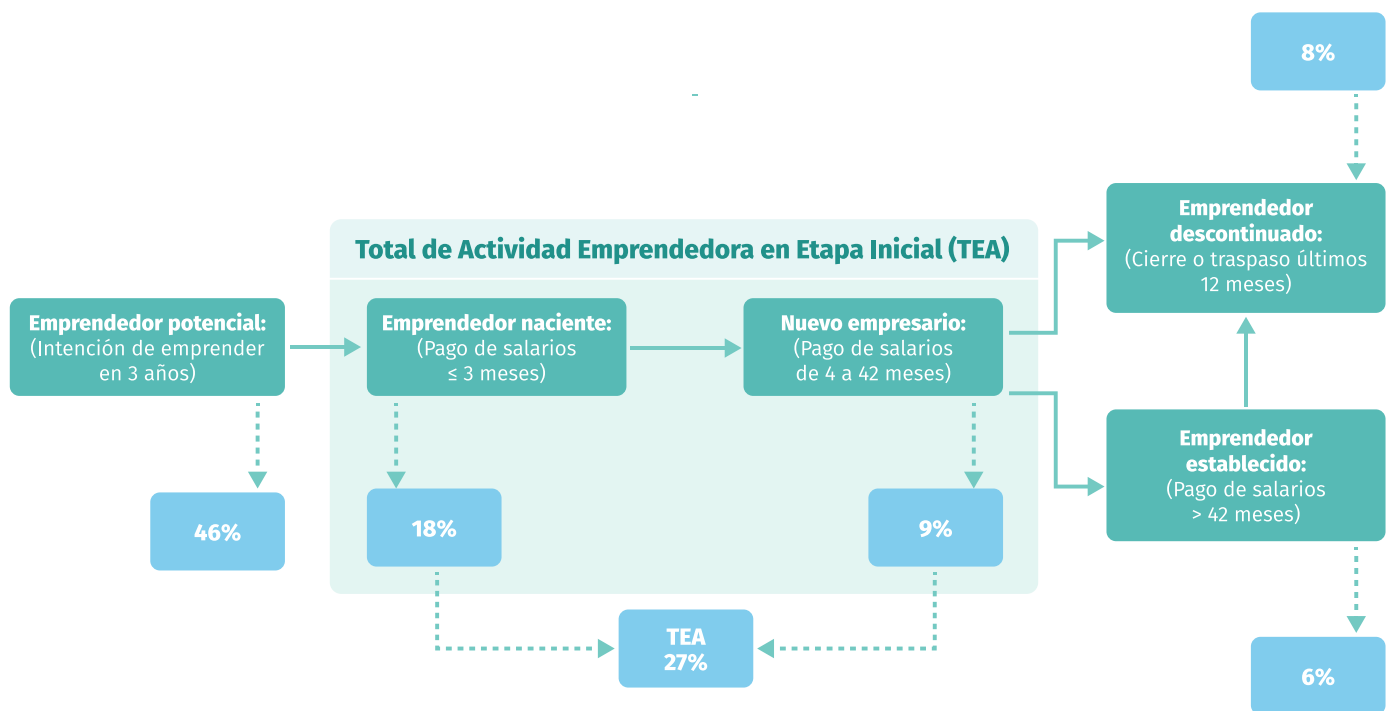 8%
Emprendedor
descontinuado:
(Cierre o traspaso últimos
12 meses)
Total de Actividad Emprendedora en Etapa Inicial (TEA)
Emprendedor potencial:
(Intención de emprender
en 3 años)
Emprendedor naciente:
(Pago de salarios
≤ 3 meses)
Nuevo empresario:
(Pago de salarios
de 4 a 42 meses)
Emprendedor
establecido:
(Pago de salarios
> 42 meses)
46%
18%
9%
TEA
27%
6%